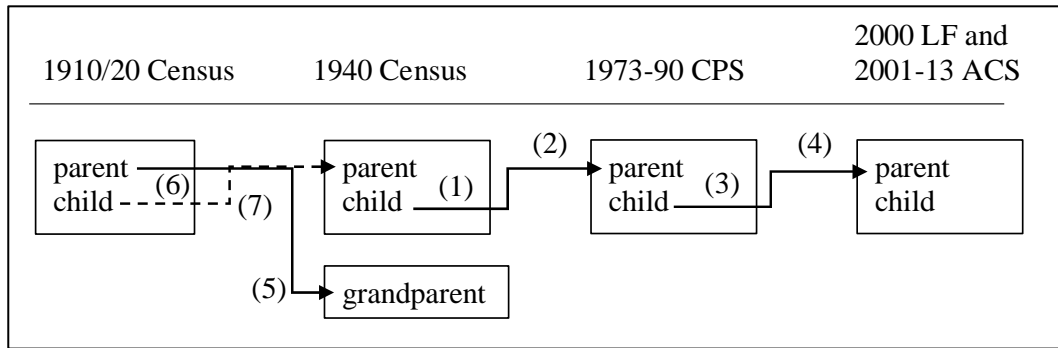 2000 LF and
1910/20 Census 1940 Census 1973-90 CPS 2001-13 ACS
(2) (4)
parent parent parent parent
(6) (1) (3)
child child child child
(7)
(5) grandparent